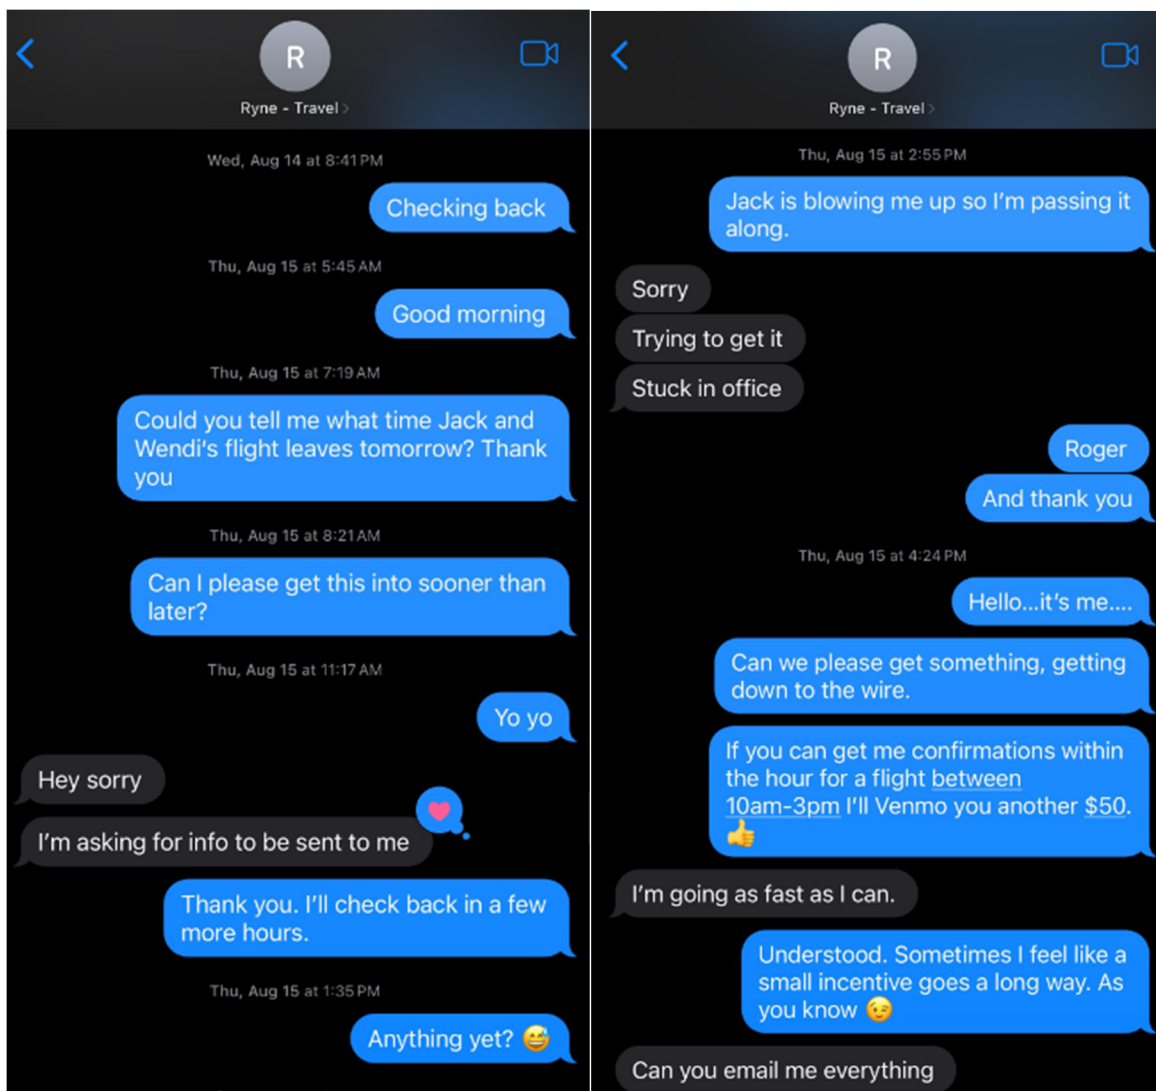 R
Ryne - Travel
Wed, Aug 14 at 8:41 PM
Checking back
Thu, Aug 15 at 5:45 AM
Good morning
Thu, Aug 15 at 7:19 AM
Could you tell me what time Jack and
Wendi's flight leaves tomorrow? Thank
you
Thu, Aug 15 at 8:21 AM
Can I please get this into sooner than
later?
Thu, Aug 15 at 11:17 AM
Yo yo
Hey sorry
I'm asking for info to be sent to me
Thank you. I'll check back in a few
more hours.
Thu, Aug 15 at 1:35 PM
Anything yet? 😅
R
Ryne - Travel
Thu, Aug 15 at 2:55 PM
Jack is blowing me up so I'm passing it
along.
Sorry
Trying to get it
Stuck in office
Roger
And thank you
Thu, Aug 15 at 4:24 PM
Hello...it's me....
Can we please get something, getting
down to the wire.
If you can get me confirmations within
the hour for a flight between
10am-3pm I'll Venmo you another $50.
👍
I'm going as fast as I can.
Understood. Sometimes I feel like a
small incentive goes a long way. As
you know 😉
Can you email me everything